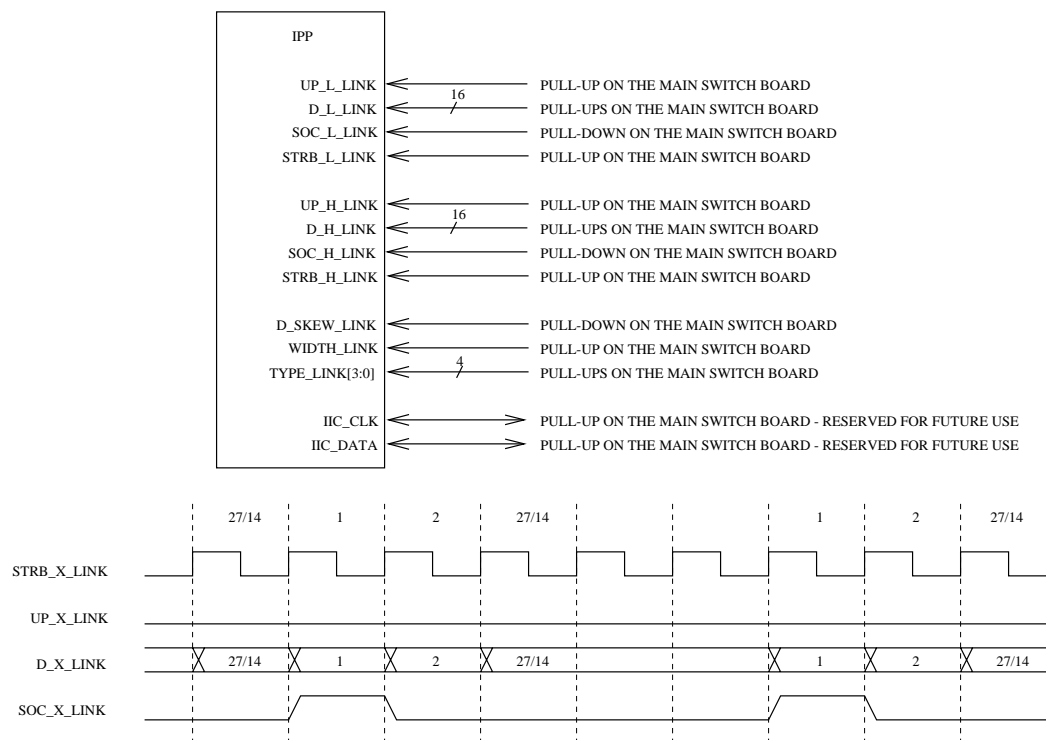 IPP
UP_L_LINK PULL-UP ON THE MAIN SWITCH BOARD
16
D_L_LINK PULL-UPS ON THE MAIN SWITCH BOARD
SOC_L_LINK PULL-DOWN ON THE MAIN SWITCH BOARD
STRB_L_LINK PULL-UP ON THE MAIN SWITCH BOARD
UP_H_LINK PULL-UP ON THE MAIN SWITCH BOARD
16
D_H_LINK PULL-UPS ON THE MAIN SWITCH BOARD
SOC_H_LINK PULL-DOWN ON THE MAIN SWITCH BOARD
STRB_H_LINK PULL-UP ON THE MAIN SWITCH BOARD
D_SKEW_LINK PULL-DOWN ON THE MAIN SWITCH BOARD
WIDTH_LINK PULL-UP ON THE MAIN SWITCH BOARD
4
TYPE_LINK[3:0] PULL-UPS ON THE MAIN SWITCH BOARD
IIC_CLK PULL-UP ON THE MAIN SWITCH BOARD - RESERVED FOR FUTURE USE
IIC_DATA PULL-UP ON THE MAIN SWITCH BOARD - RESERVED FOR FUTURE USE
27/14 1 2 27/14 1 2 27/14
STRB_X_LINK
UP_X_LINK
D_X_LINK 27/14 1 2 27/14 1 2 27/14
SOC_X_LINK